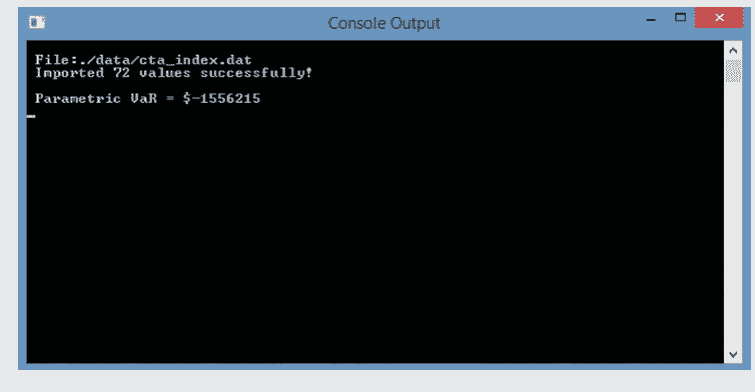 Console Output
File:./data/cta_index.dat
Imported 72 values successfully!
Parametric VaR = $-1556215